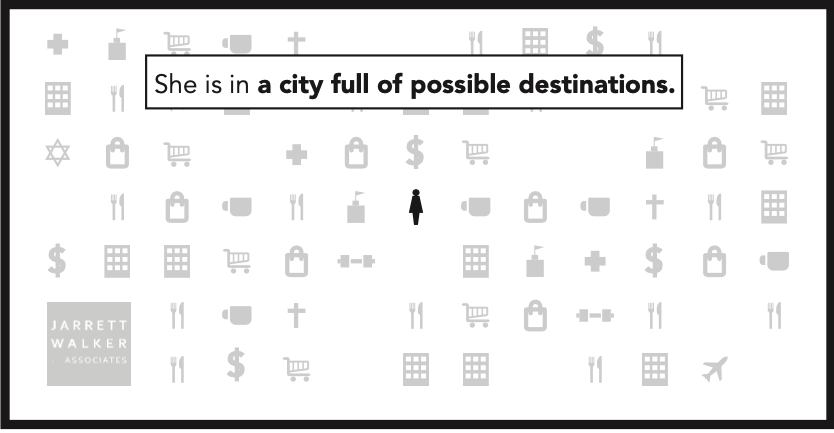 She is in a city full of possible destinations.
JARRETT
WALKER
ASSOCIATES